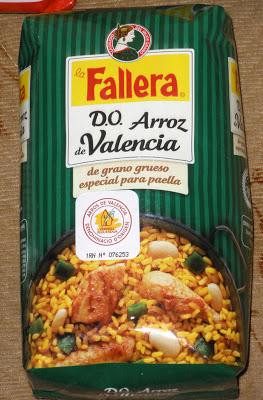 la
Fallera
D.O. Arroz
de Valencia
de grano grueso
especial para paella
ARROS DE VALENCIA
DENOMINACIO D'ORIGEN
IRN Nº 076253
D.O. Arroz